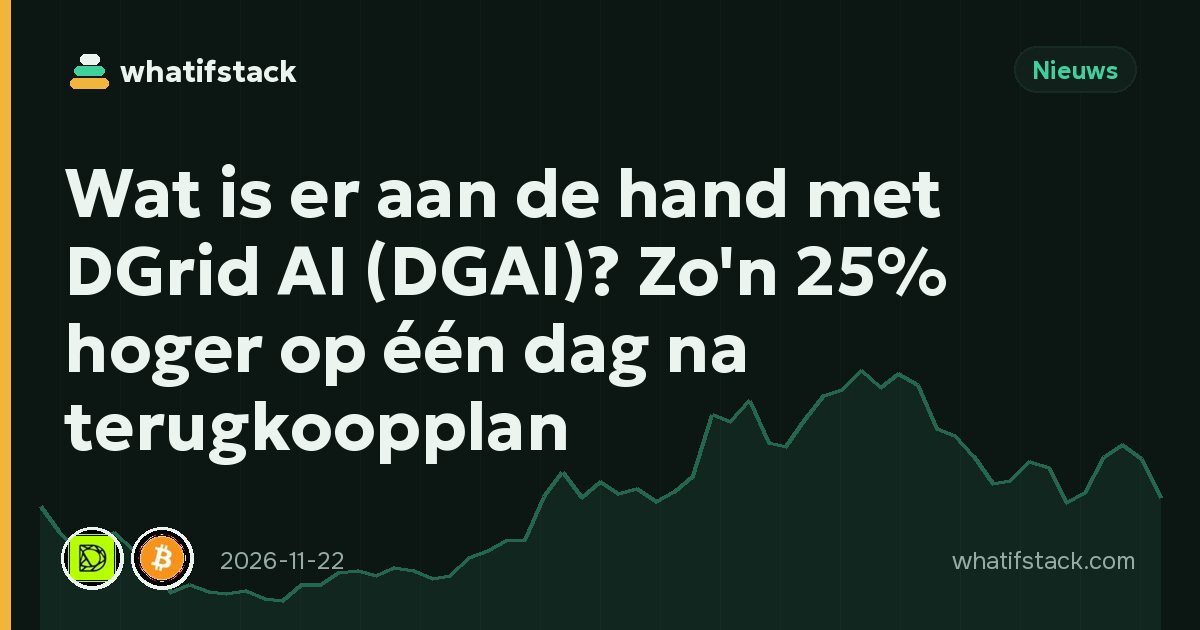 whatifstack
Nieuws
Wat is er aan de hand met
DGrid AI (DGAI)? Zo'n 25%
hoger op één dag na
terugkoopplan
2026-11-22
whatifstack.com